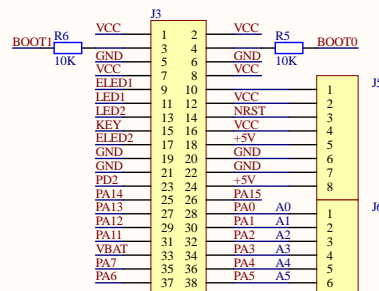 J3
VCC 1 2 VCC
BOOT1 R6 10K 3 4 R5 10K BOOT0
GND 5 6 GND
VCC 7 8 VCC
ELED1 9 10 1
LED1 11 12 VCC 2
LED2 13 14 NRST 3
KEY 15 16 VCC 4
ELED2 17 18 +5V 5
GND 19 20 GND 6
GND 21 22 GND 7
PD2 23 24 +5V 8
PA14 25 26 PA15
PA13 27 28 PA0 A0 1
PA12 29 30 PA1 A1 2
PA11 31 32 PA2 A2 3
VBAT 33 34 PA3 A3 4
PA7 35 36 PA4 A4 5
PA6 37 38 PA5 A5 6